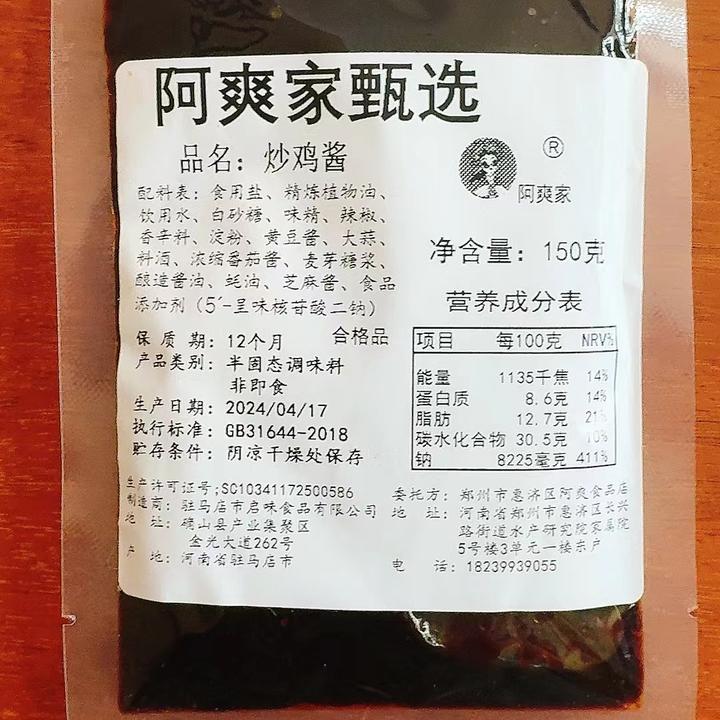 阿爽家甄选
品名：炒鸡酱
®
阿爽家
配料表：食用盐、精炼植物油、
饮用水、白砂糖、味精、辣椒、
香辛料、淀粉、黄豆酱、大蒜、
料酒、浓缩番茄酱、麦芽糖浆、
酿造酱油、蚝油、芝麻酱、食品
添加剂（5′-呈味核苷酸二钠）
保质期：12个月 合格品
产品类别：半固态调味料
非即食
生产日期：2024/04/17
执行标准：GB31644-2018
贮存条件：阴凉干燥处保存
净含量：150克
营养成分表
项目 每100克 NRV%
能量 1135千焦 14%
蛋白质 8.6克 14%
脂肪 12.7克 21%
碳水化合物 30.5克 10%
钠 8225毫克 411%
生产许可证号;SC10341172500586
制造商：驻马店市启味食品有限公司
地址：确山县产业集聚区
金光大道262号
产地：河南省驻马店市
委托方：郑州市惠济区阿爽食品店
地址：河南省郑州市惠济区长兴
路街道水产研究院家属院
5号楼3单元一楼东户
电话：18239939055